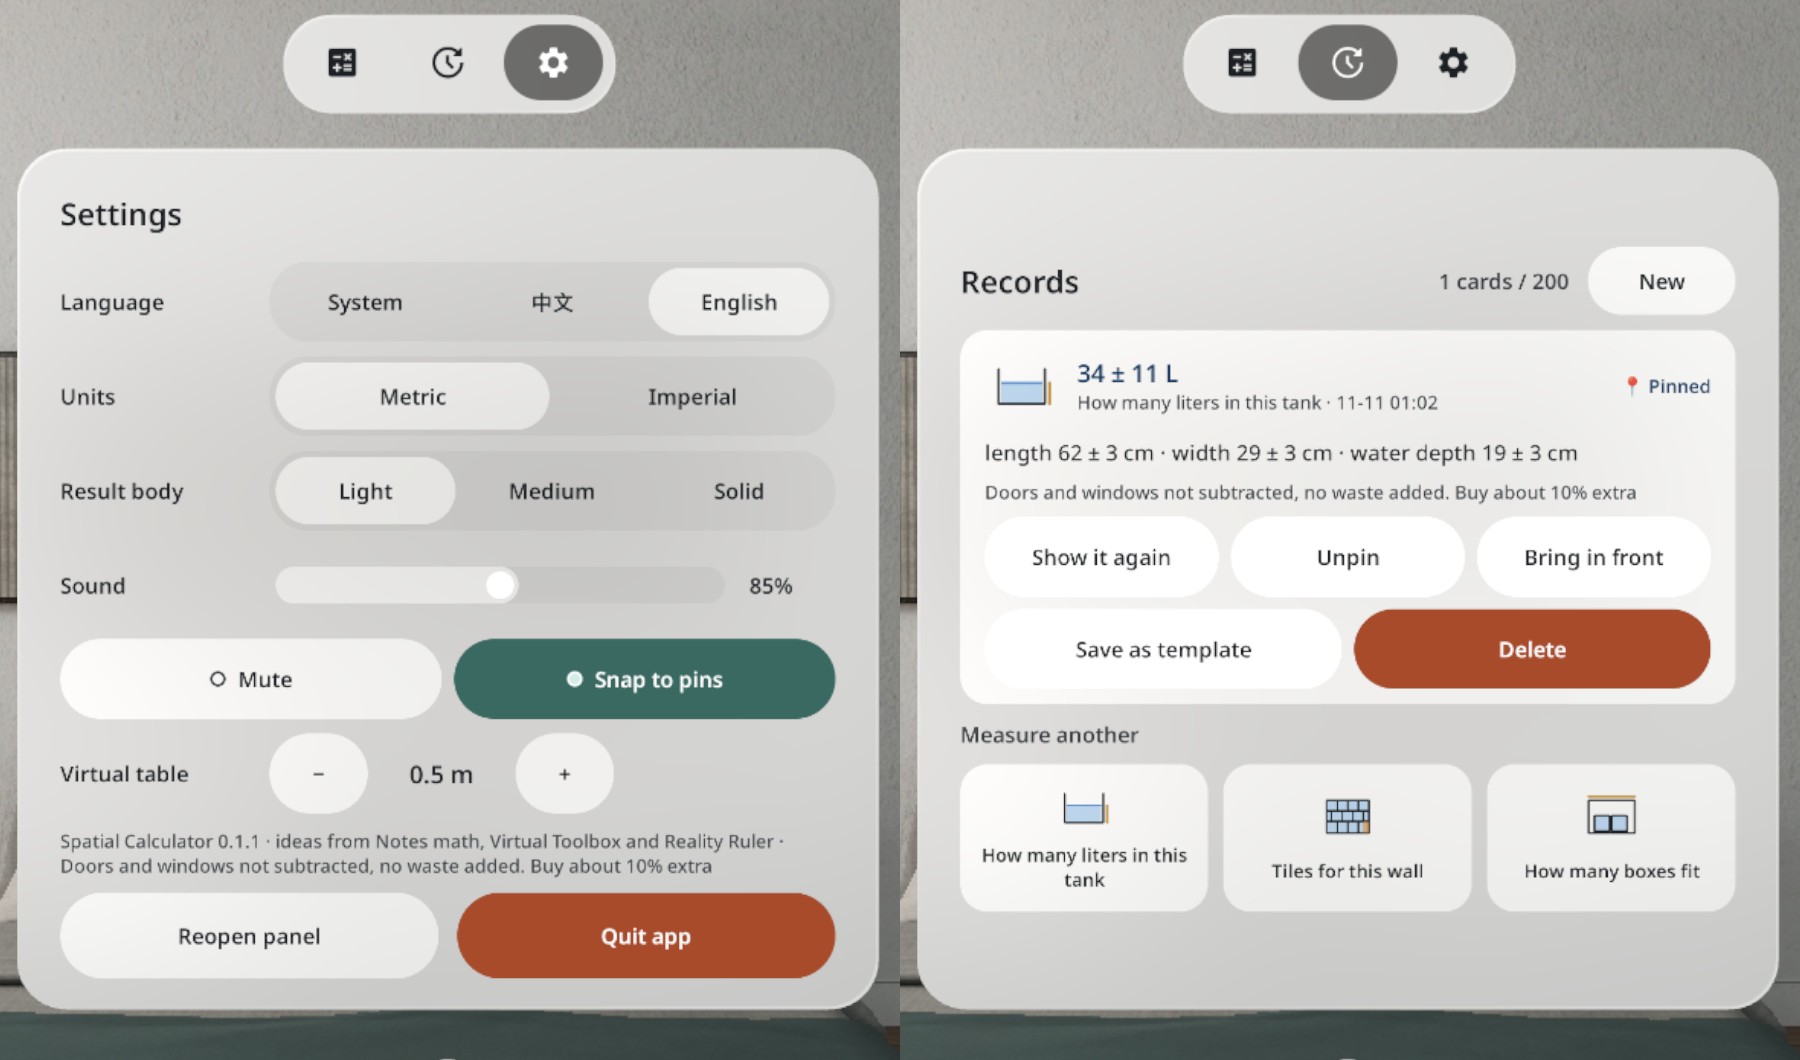 Settings
Language
System
中文
English
Units
Metric
Imperial
Result body
Light
Medium
Solid
Sound
85%
Mute
Snap to pins
Virtual table
−
0.5 m
+
Spatial Calculator 0.1.1 · ideas from Notes math, Virtual Toolbox and Reality Ruler ·
Doors and windows not subtracted, no waste added. Buy about 10% extra
Reopen panel
Quit app
Records
1 cards / 200
New
34 ± 11 L
How many liters in this tank · 11-11 01:02
Pinned
length 62 ± 3 cm · width 29 ± 3 cm · water depth 19 ± 3 cm
Doors and windows not subtracted, no waste added. Buy about 10% extra
Show it again
Unpin
Bring in front
Save as template
Delete
Measure another
How many liters in this
tank
Tiles for this wall
How many boxes fit